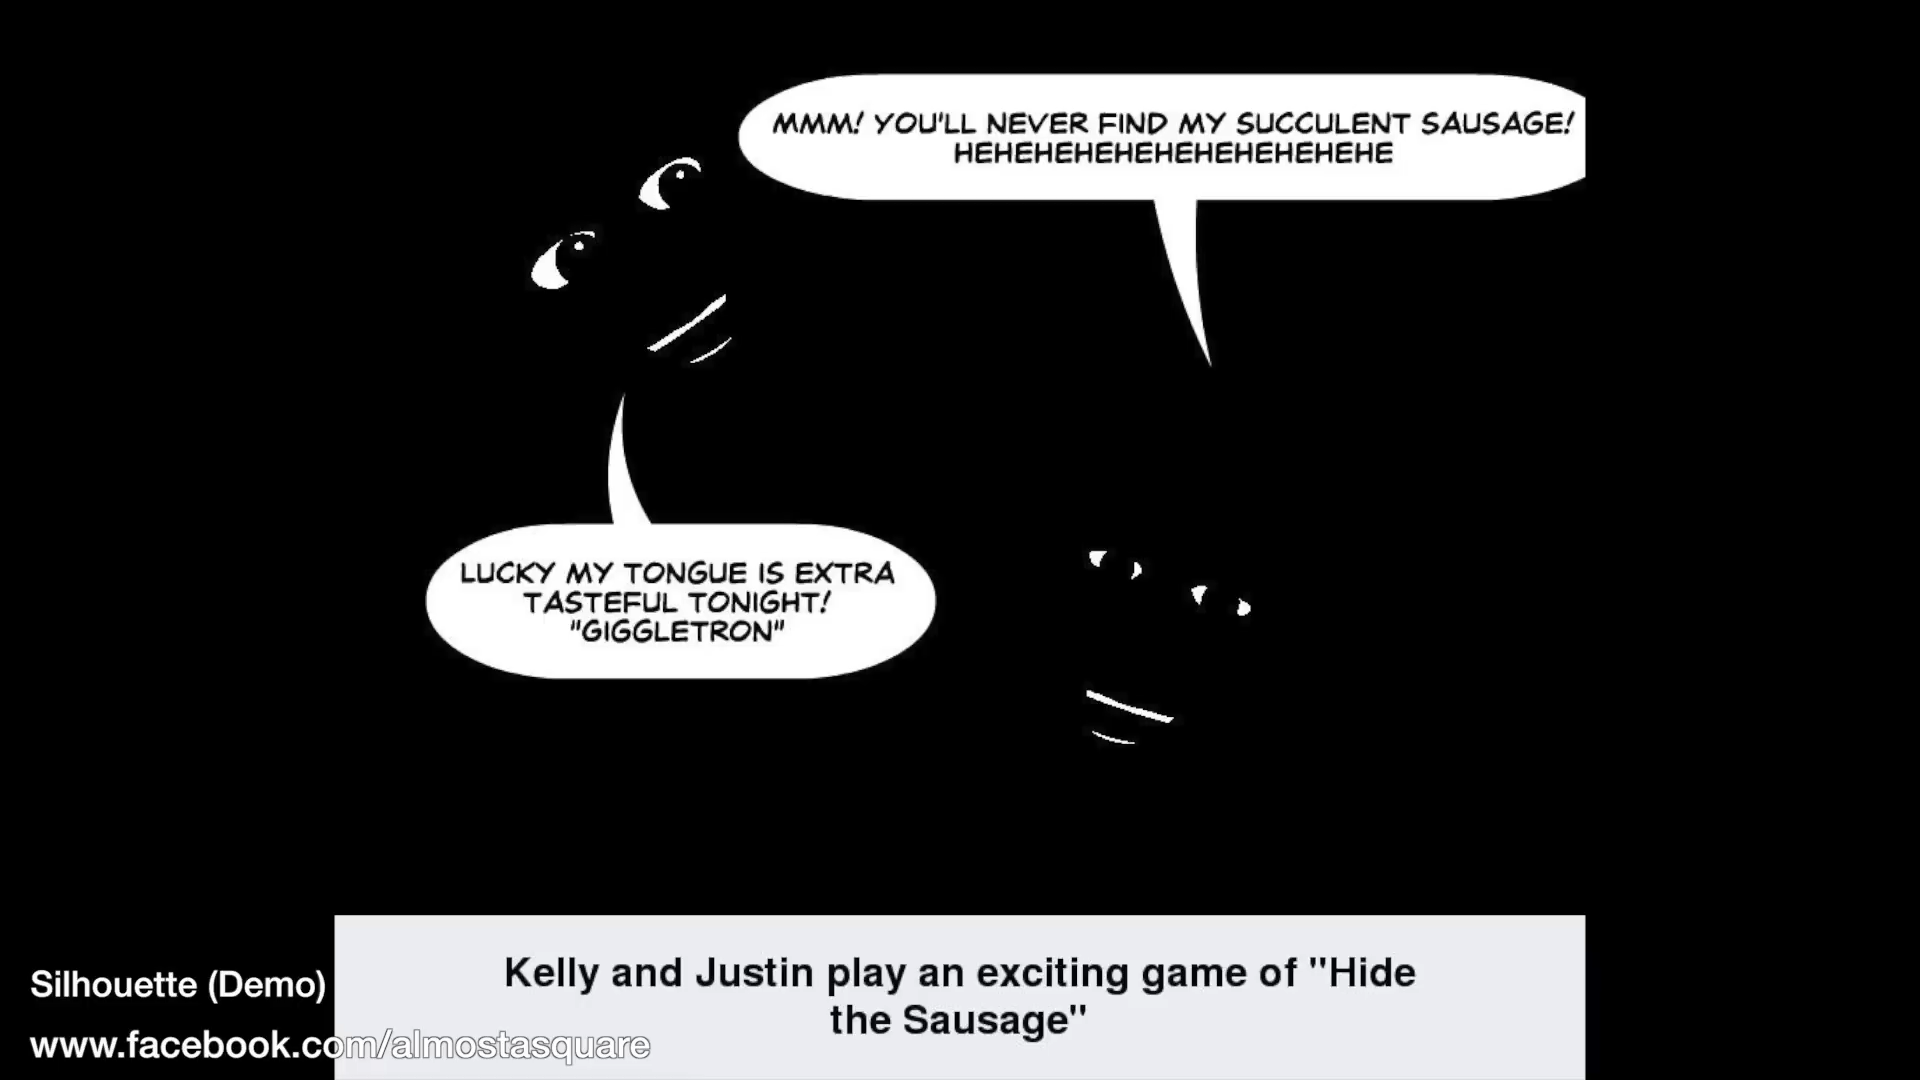 MMM! YOU'LL NEVER FIND MY SUCCULENT SAUSAGE!
HEHEHEHEHEHEHEHEHEHEHE
LUCKY MY TONGUE IS EXTRA
TASTEFUL TONIGHT!
"GIGGLETRON"
Kelly and Justin play an exciting game of "Hide
the Sausage"
Silhouette (Demo)
www.facebook.com/almostasquare